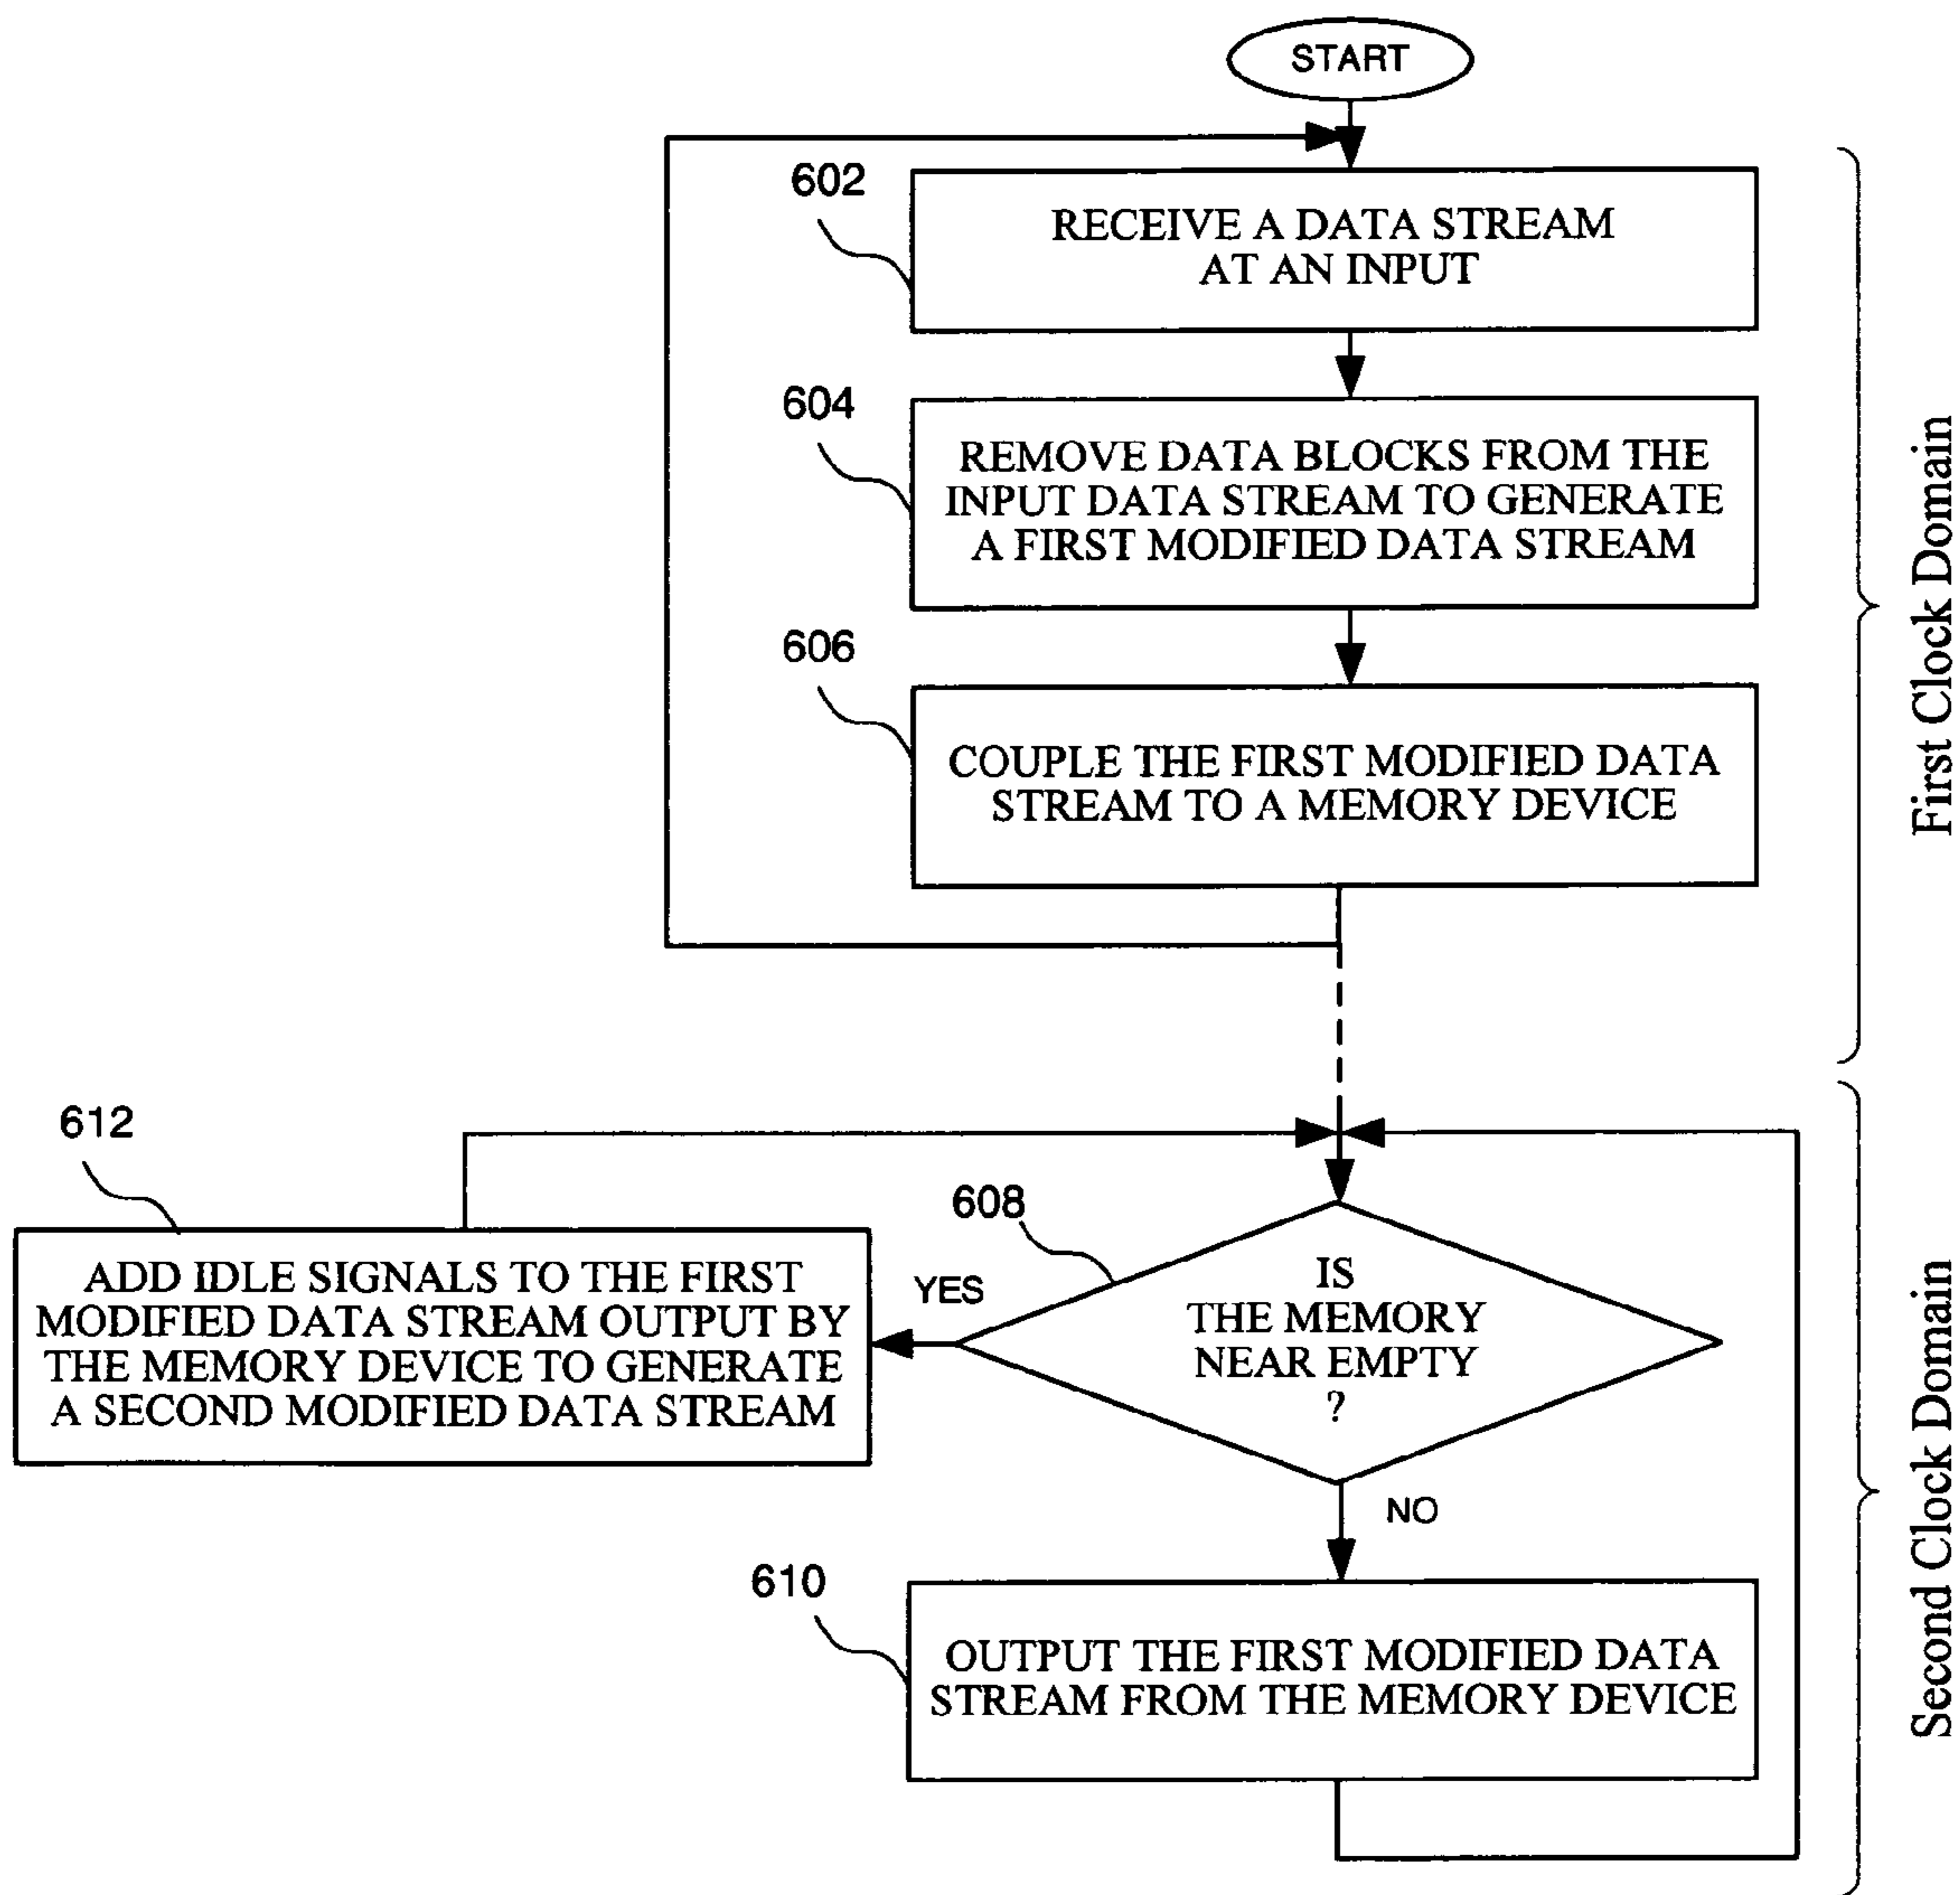 START
602
RECEIVE A DATA STREAM
AT AN INPUT
604
REMOVE DATA BLOCKS FROM THE
INPUT DATA STREAM TO GENERATE
A FIRST MODIFIED DATA STREAM
606
COUPLE THE FIRST MODIFIED DATA
STREAM TO A MEMORY DEVICE
First Clock Domain
612
ADD IDLE SIGNALS TO THE FIRST
MODIFIED DATA STREAM OUTPUT BY
THE MEMORY DEVICE TO GENERATE
A SECOND MODIFIED DATA STREAM
608
YES
IS
THE MEMORY
NEAR EMPTY
?
NO
610
OUTPUT THE FIRST MODIFIED DATA
STREAM FROM THE MEMORY DEVICE
Second Clock Domain